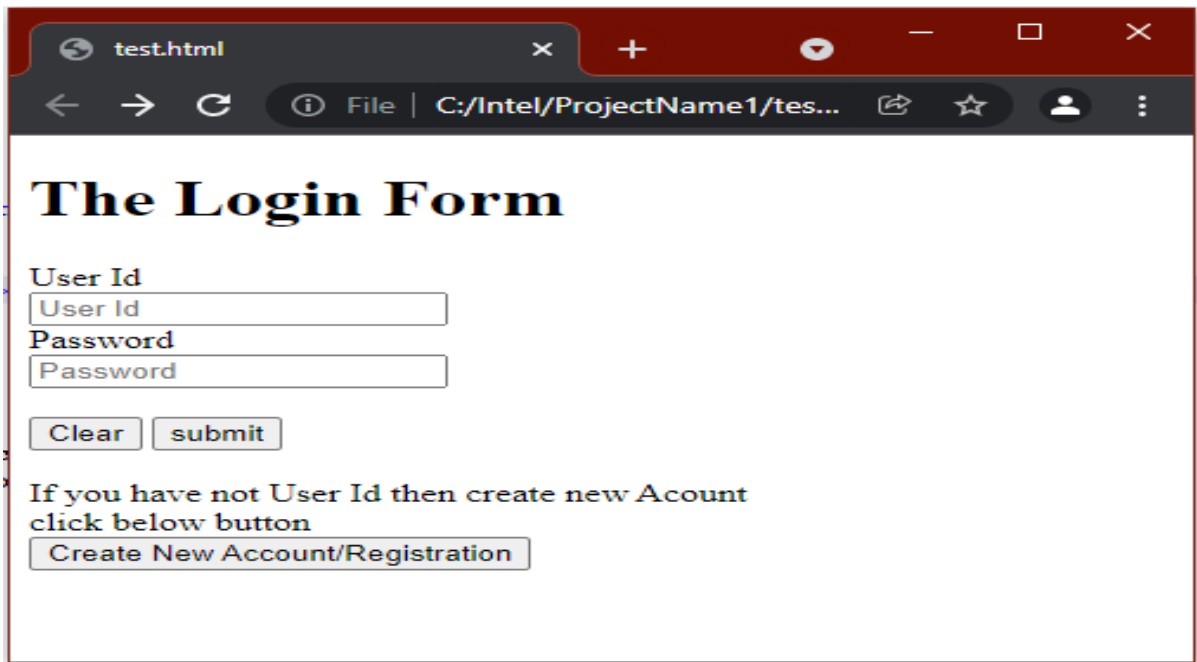 test.html
File | C:/Intel/ProjectName1/tes...
The Login Form
User Id
User Id
Password
Password
Clear submit
If you have not User Id then create new Acount
click below button
Create New Account/Registration